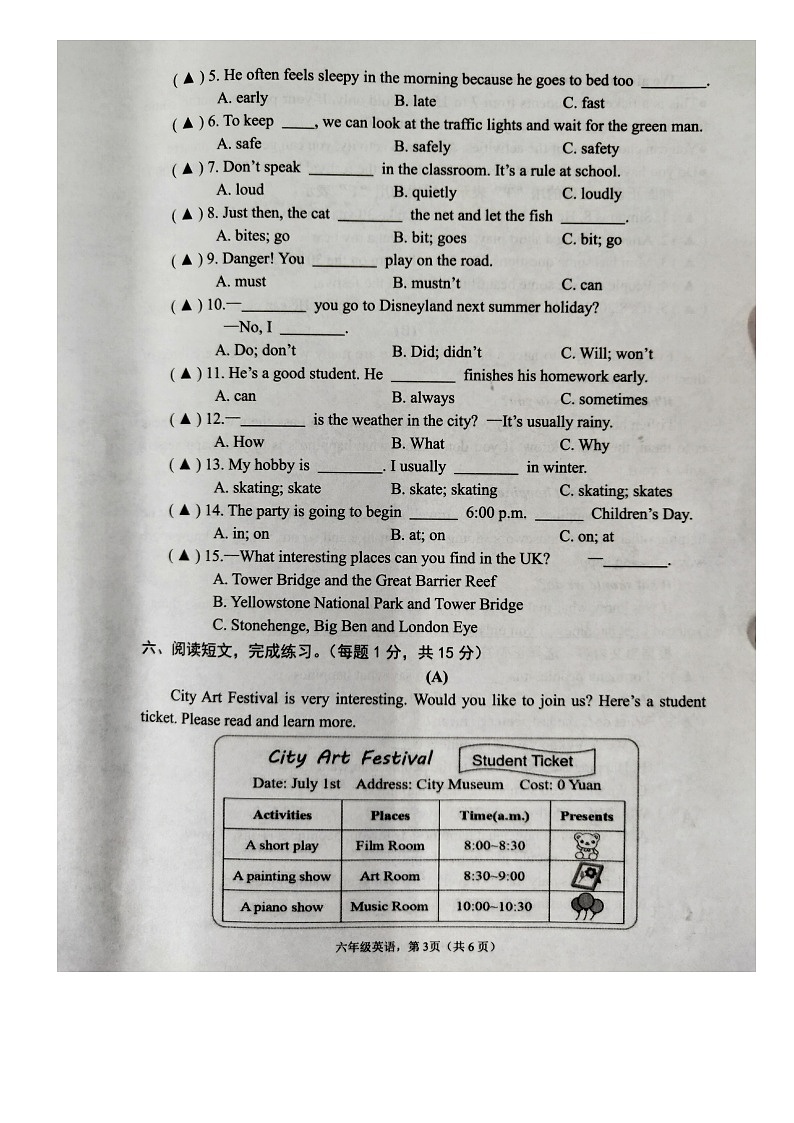 ( ▲ ) 5. He often feels sleepy in the morning because he goes to bed too ________.
A. early B. late C. fast
( ▲ ) 6. To keep ____, we can look at the traffic lights and wait for the green man.
A. safe B. safely C. safety
( ▲ ) 7. Don't speak ________ in the classroom. It's a rule at school.
A. loud B. quietly C. loudly
( ▲ ) 8. Just then, the cat ________ the net and let the fish ________.
A. bites; go B. bit; goes C. bit; go
( ▲ ) 9. Danger! You ________ play on the road.
A. must B. mustn't C. can
( ▲ ) 10.—________ you go to Disneyland next summer holiday?
—No, I ________.
A. Do; don't B. Did; didn't C. Will; won't
( ▲ ) 11. He's a good student. He ________ finishes his homework early.
A. can B. always C. sometimes
( ▲ ) 12.—________ is the weather in the city? —It's usually rainy.
A. How B. What C. Why
( ▲ ) 13. My hobby is ________. I usually ________ in winter.
A. skating; skate B. skate; skating C. skating; skates
( ▲ ) 14. The party is going to begin ______ 6:00 p.m. ______ Children's Day.
A. in; on B. at; on C. on; at
( ▲ ) 15.—What interesting places can you find in the UK? —________.
A. Tower Bridge and the Great Barrier Reef
B. Yellowstone National Park and Tower Bridge
C. Stonehenge, Big Ben and London Eye
六、阅读短文，完成练习。（每题 1 分，共 15 分）
(A)
City Art Festival is very interesting. Would you like to join us? Here's a student
ticket. Please read and learn more.
City Art Festival Student Ticket
Date: July 1st Address: City Museum Cost: 0 Yuan
Activities Places Time(a.m.) Presents
A short play Film Room 8:00~8:30
A painting show Art Room 8:30~9:00
A piano show Music Room 10:00~10:30
六年级英语，第 3页（共 6 页）